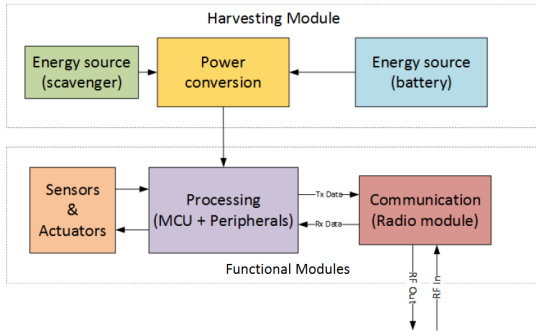 Harvesting Module
Energy source
(scavenger)
Power
conversion
Energy source
(battery)
Sensors
&
Actuators
Processing
(MCU + Peripherals)
Tx Data
Rx Data
Communication
(Radio module)
RF Out
RF In
Functional Modules